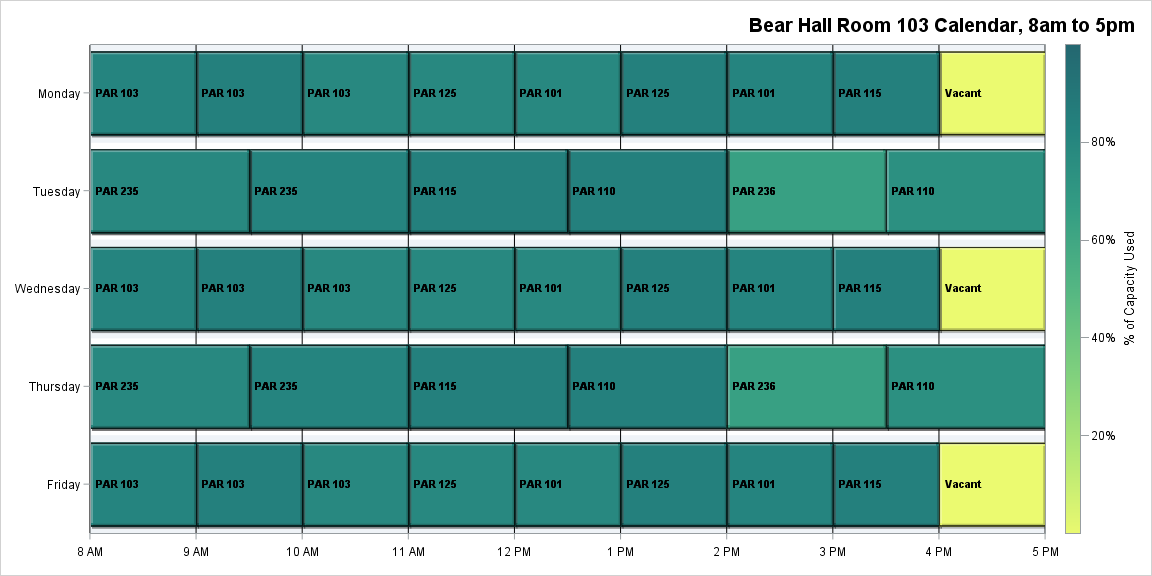 Bear Hall Room 103 Calendar, 8am to 5pm
Monday
PAR 103
PAR 103
PAR 103
PAR 125
PAR 101
PAR 125
PAR 101
PAR 115
Vacant
Tuesday
PAR 235
PAR 235
PAR 115
PAR 110
PAR 236
PAR 110
Wednesday
PAR 103
PAR 103
PAR 103
PAR 125
PAR 101
PAR 125
PAR 101
PAR 115
Vacant
Thursday
PAR 235
PAR 235
PAR 115
PAR 110
PAR 236
PAR 110
Friday
PAR 103
PAR 103
PAR 103
PAR 125
PAR 101
PAR 125
PAR 101
PAR 115
Vacant
8 AM
9 AM
10 AM
11 AM
12 PM
1 PM
2 PM
3 PM
4 PM
5 PM
80%
60%
40%
20%
% of Capacity Used